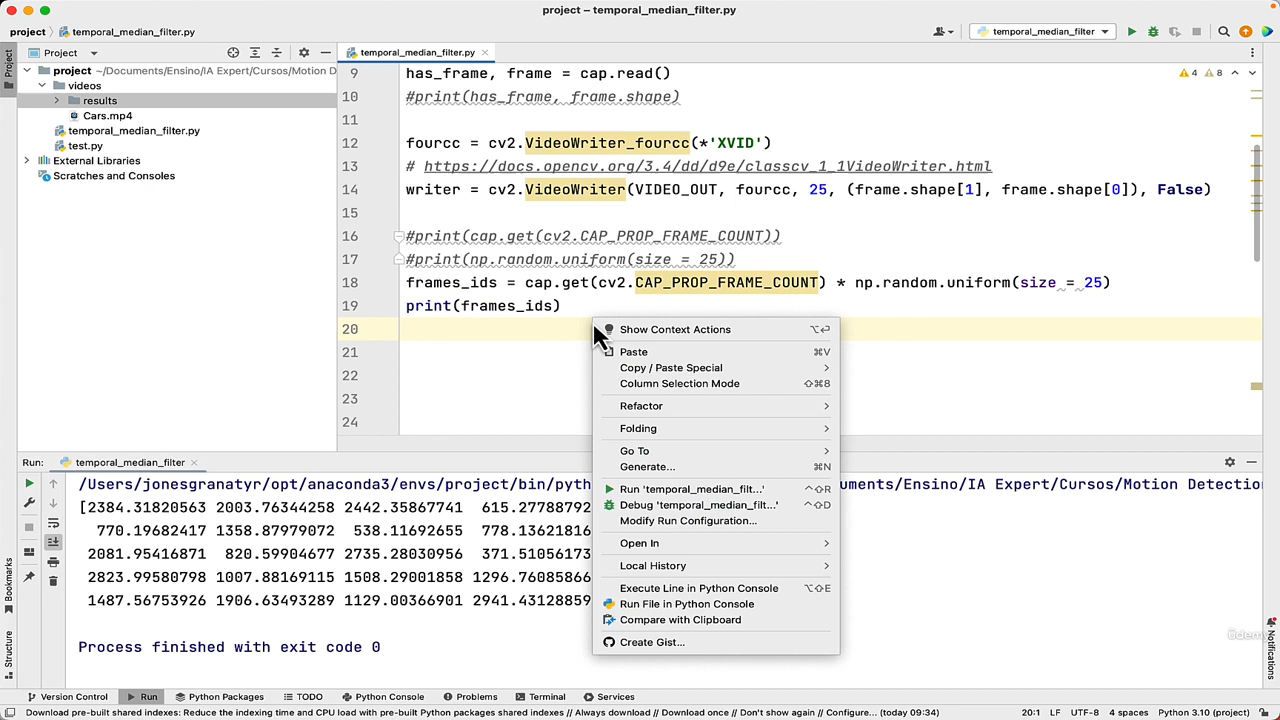 project – temporal_median_filter.py
project
temporal_median_filter.py
temporal_median_filter
Project
Project
temporal_median_filter.py
project ~/Documents/Ensino/IA Expert/Cursos/Motion D
videos
results
Cars.mp4
temporal_median_filter.py
test.py
External Libraries
Scratches and Consoles
4
8
9 has_frame, frame = cap.read()
10 #print(has_frame, frame.shape)
11
12 fourcc = cv2.VideoWriter_fourcc(*'XVID')
13 # https://docs.opencv.org/3.4/dd/d9e/classcv_1_1VideoWriter.html
14 writer = cv2.VideoWriter(VIDEO_OUT, fourcc, 25, (frame.shape[1], frame.shape[0]), False)
15
16 #print(cap.get(cv2.CAP_PROP_FRAME_COUNT))
17 #print(np.random.uniform(size = 25))
18 frames_ids = cap.get(cv2.CAP_PROP_FRAME_COUNT) * np.random.uniform(size = 25)
19 print(frames_ids)
20
21
22
23
24
Show Context Actions ⌥⏎
Paste ⌘V
Copy / Paste Special
Column Selection Mode ⇧⌘8
Refactor
Folding
Go To
Generate... ⌘N
Run 'temporal_median_filt...' ⌃⇧R
Debug 'temporal_median_filt...' ⌃⇧D
Modify Run Configuration...
Open In
Local History
Execute Line in Python Console ⌥⇧E
Run File in Python Console
Compare with Clipboard
Create Gist...
Run:
temporal_median_filter
/Users/jonesgranatyr/opt/anaconda3/envs/project/bin/pyth
uments/Ensino/IA Expert/Cursos/Motion Detectio
[2384.31820563 2003.76344258 2442.35867741 615.27788792
770.19682417 1358.87979072 538.11692655 778.13621816
2081.95416871 820.59904677 2735.28030956 371.51056173
2823.99580798 1007.88169115 1508.29001858 1296.76085866
1487.56753926 1906.63493289 1129.00366901 2941.43128859
Process finished with exit code 0
Bookmarks
Structure
Notifications
Udemy
Version Control
Run
Python Packages
TODO
Python Console
Problems
Terminal
Services
Download pre-built shared indexes: Reduce the indexing time and CPU load with pre-built Python packages shared indexes // Always download // Download once // Don't show again // Configure... (today 09:34)
20:1 LF UTF-8 4 spaces Python 3.10 (project)